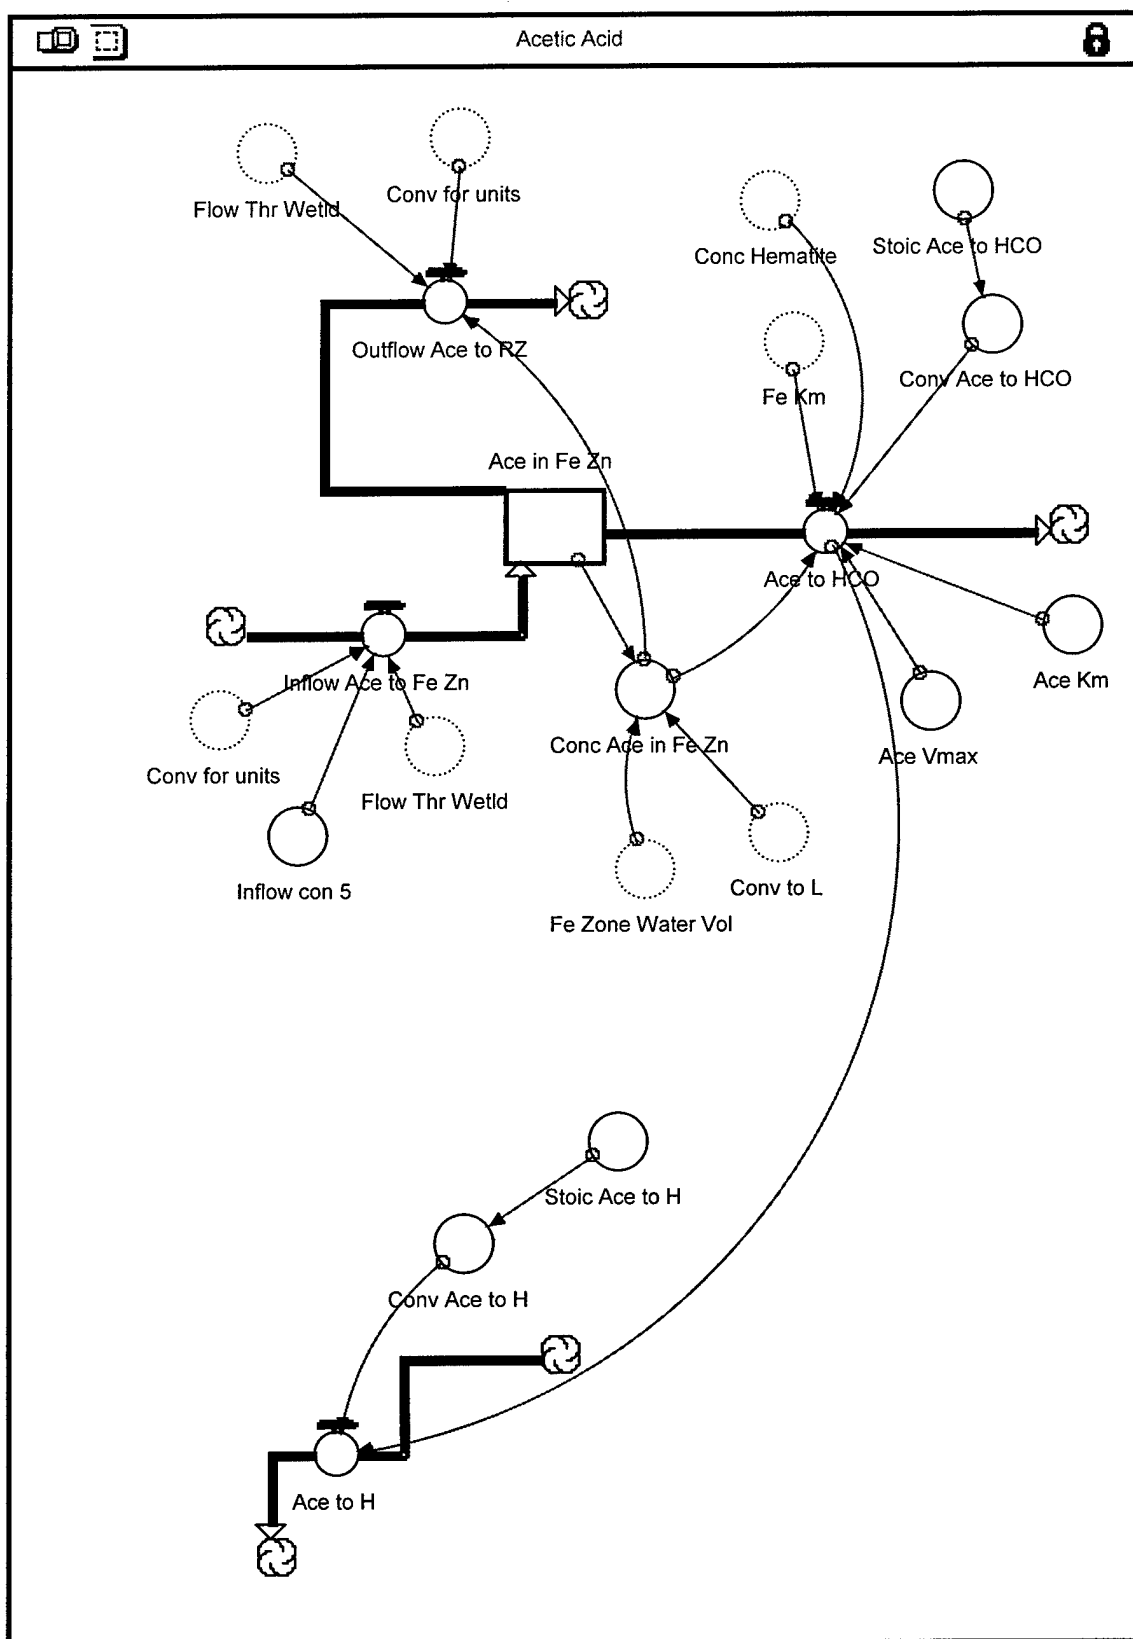 Acetic Acid
Flow Thr Wetld
Conv for units
Conc Hematite
Stoic Ace to HCO
Outflow Ace to RZ
Fe Km
Conv Ace to HCO
Ace in Fe Zn
Ace to HCO
Inflow Ace to Fe Zn
Ace Km
Conc Ace in Fe Zn
Ace Vmax
Conv for units
Flow Thr Wetld
Inflow con 5
Conv to L
Fe Zone Water Vol
Stoic Ace to H
Conv Ace to H
Ace to H